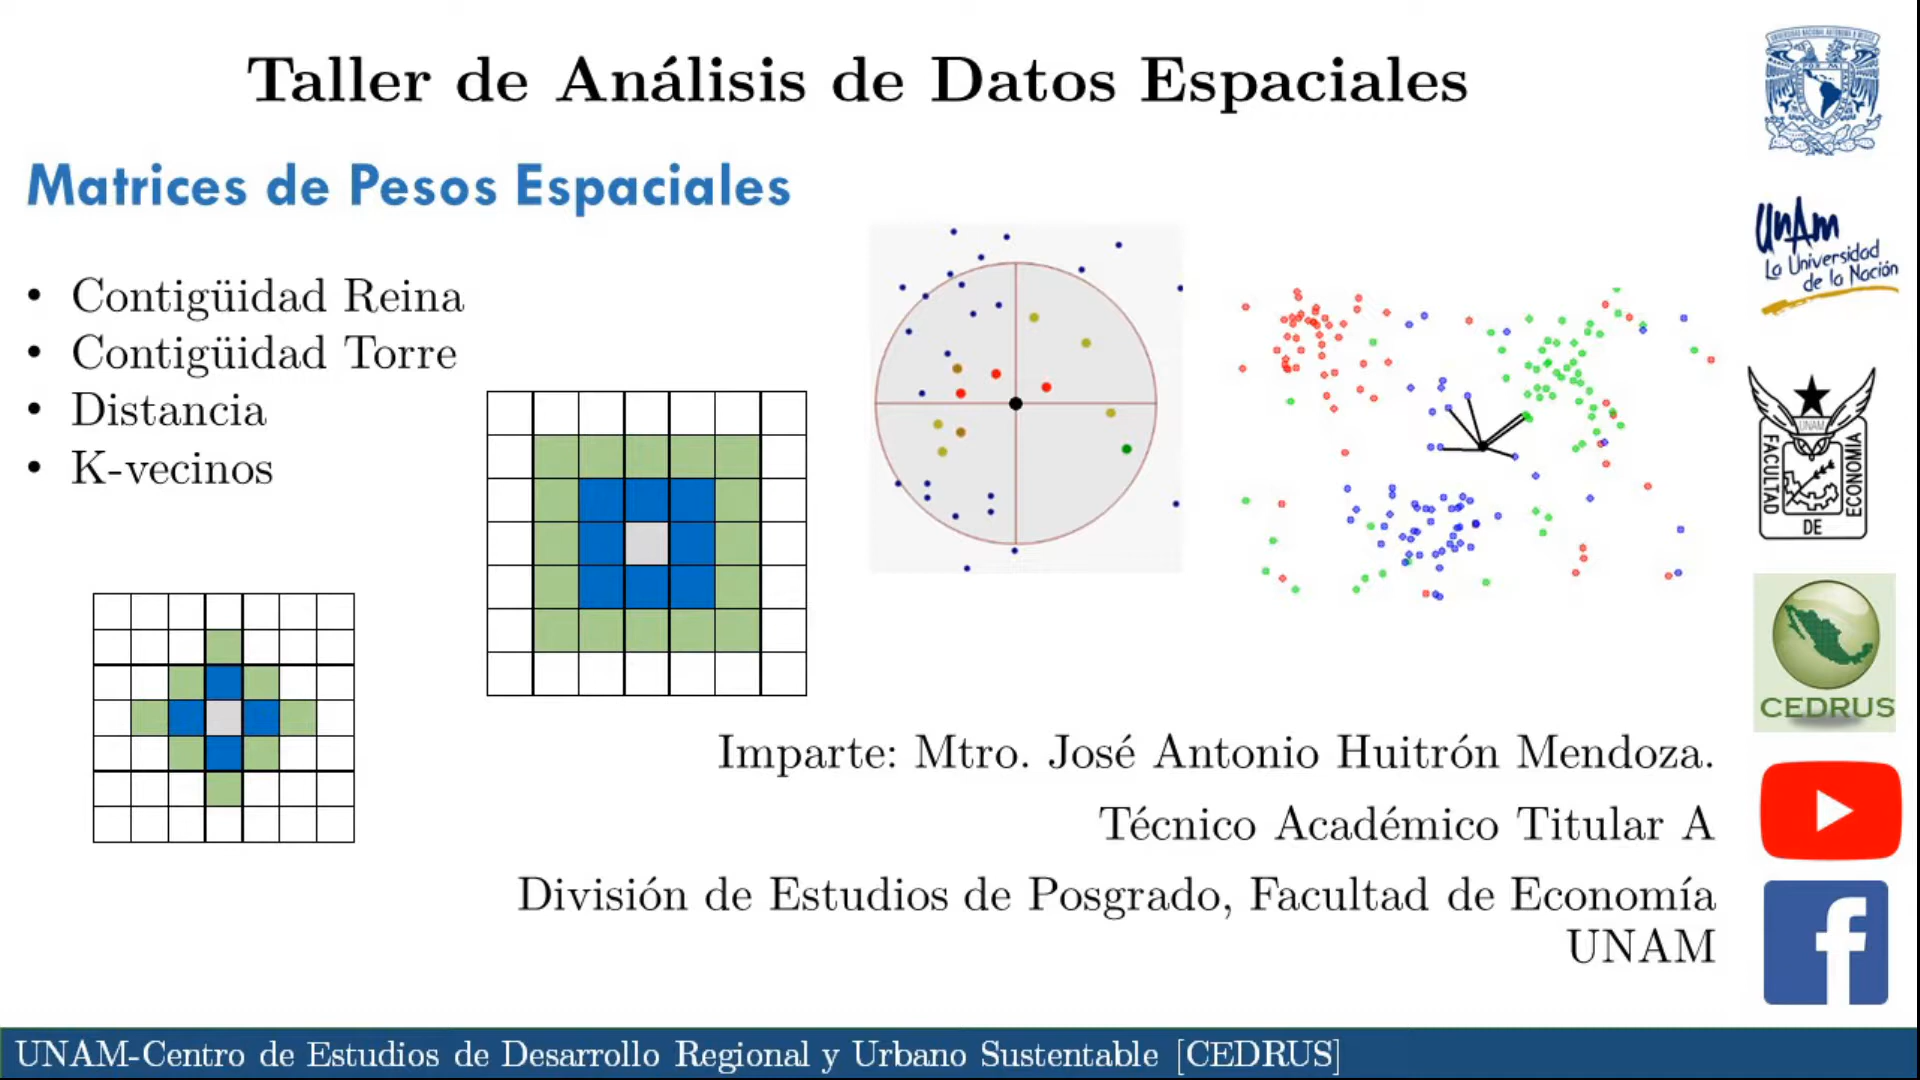 Taller de Análisis de Datos Espaciales
Matrices de Pesos Espaciales
• Contigüidad Reina
• Contigüidad Torre
• Distancia
• K-vecinos
Imparte: Mtro. José Antonio Huitrón Mendoza.
Técnico Académico Titular A
División de Estudios de Posgrado, Facultad de Economía
UNAM
UnAm
La Universidad
de la Nación
UNAM
FACULTAD
DE
ECONOMIA
CEDRUS
f
UNAM-Centro de Estudios de Desarrollo Regional y Urbano Sustentable [CEDRUS]